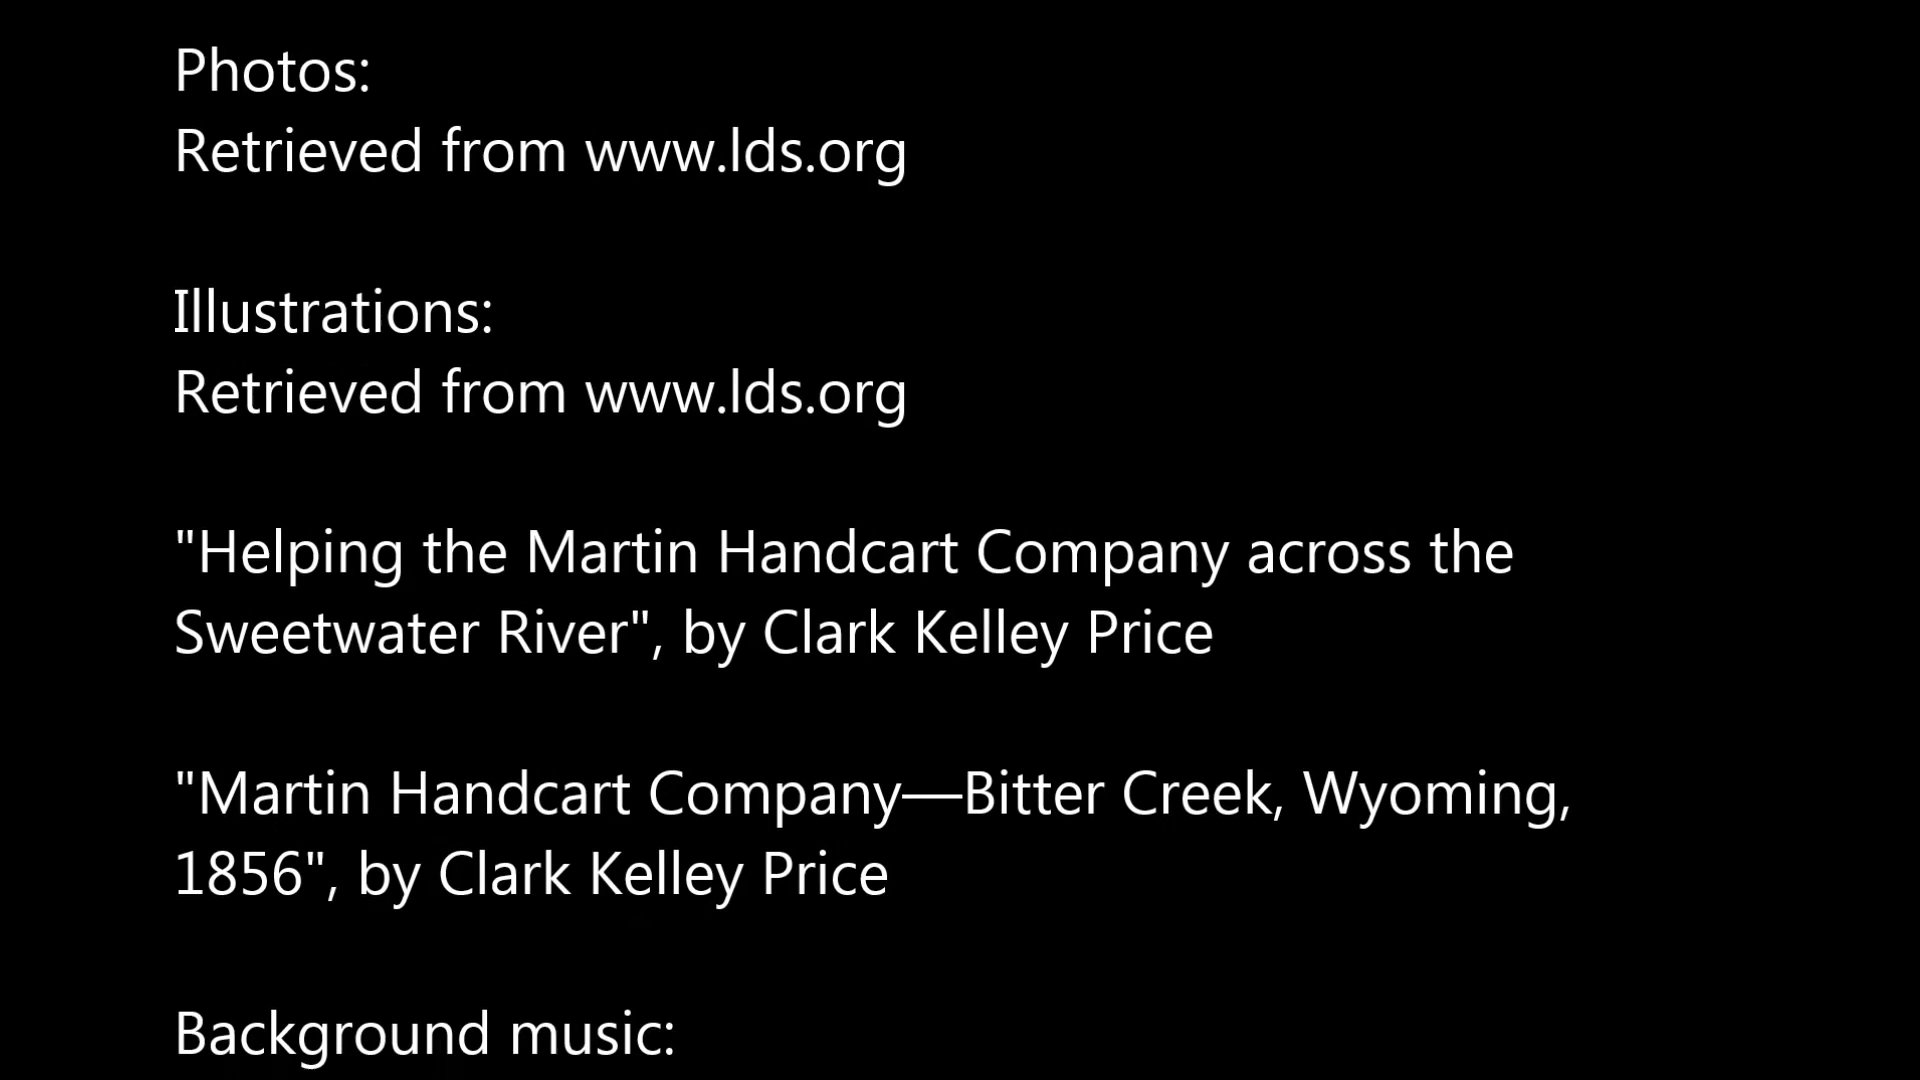 Photos:
Retrieved from www.lds.org
Illustrations:
Retrieved from www.lds.org
"Helping the Martin Handcart Company across the
Sweetwater River", by Clark Kelley Price
"Martin Handcart Company—Bitter Creek, Wyoming,
1856", by Clark Kelley Price
Background music: